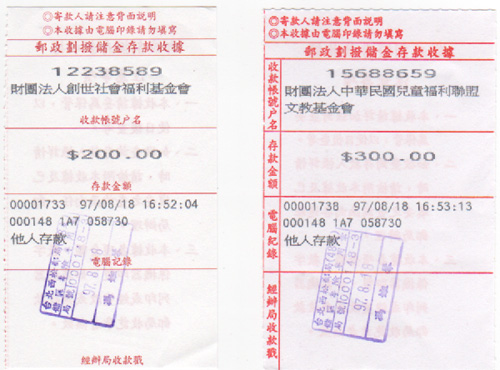 ◎寄款人請注意背面說明
◎本收據由電腦印錄請勿填寫
郵政劃撥儲金存款收據
12238589
財團法人創世社會福利基金會
收款帳號戶名
$200.00
存款金額
00001733 97/08/18 16:52:04
000148 1A7 058730
他人存款
電腦記錄
97.8.18
經辦局收款戳
◎寄款人請注意背面說明
◎本收據由電腦印錄請勿填寫
郵政劃撥儲金存款收據
收款帳號戶名
15688659
財團法人中華民國兒童福利聯盟
文教基金會
存款金額
$300.00
電腦紀錄
00001738 97/08/18 16:53:13
000148 1A7 058730
他人存款
97.8.18
經辦局收款戳